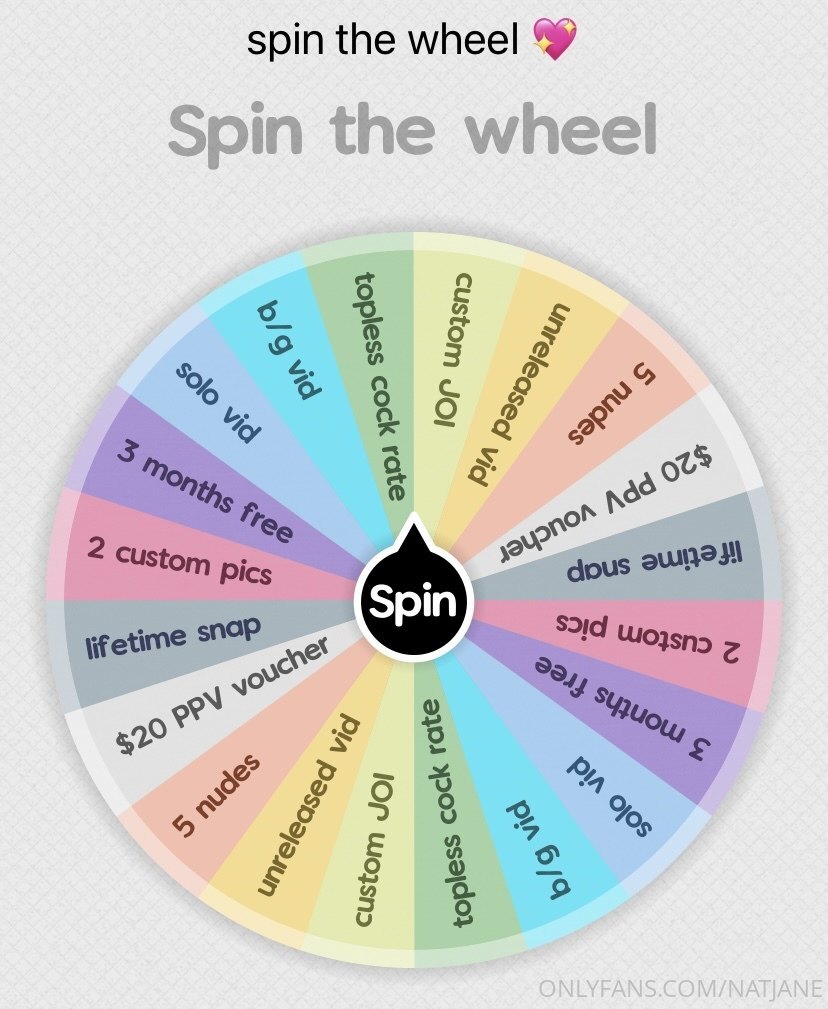 spin the wheel 💖
Spin the wheel
custom JOI
unreleased vid
5 nudes
$20 PPV voucher
lifetime snap
2 custom pics
3 months free
solo vid
b/g vid
topless cock rate
custom JOI
unreleased vid
5 nudes
$20 PPV voucher
lifetime snap
2 custom pics
3 months free
solo vid
b/g vid
topless cock rate
Spin
ONLYFANS.COM/NATJANE